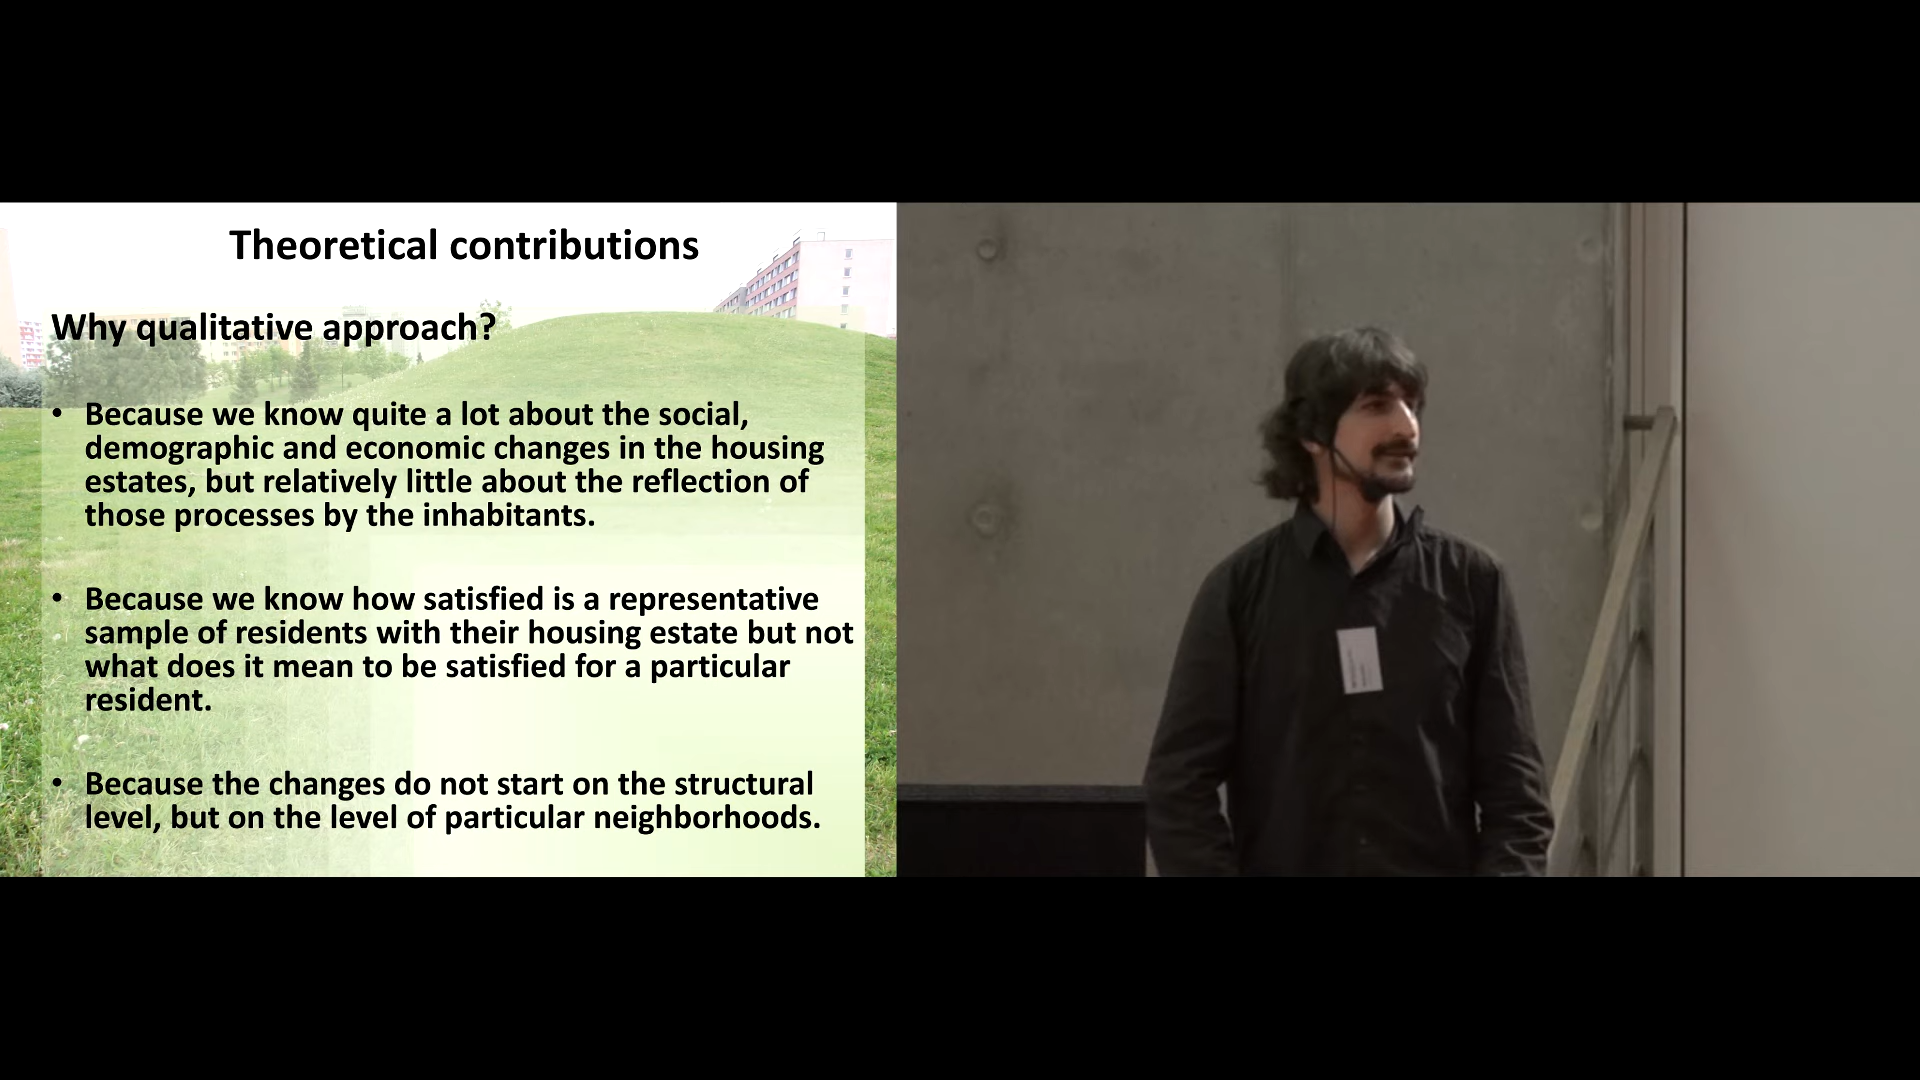 Theoretical contributions
Why qualitative approach?
• Because we know quite a lot about the social,
demographic and economic changes in the housing
estates, but relatively little about the reflection of
those processes by the inhabitants.
• Because we know how satisfied is a representative
sample of residents with their housing estate but not
what does it mean to be satisfied for a particular
resident.
• Because the changes do not start on the structural
level, but on the level of particular neighborhoods.